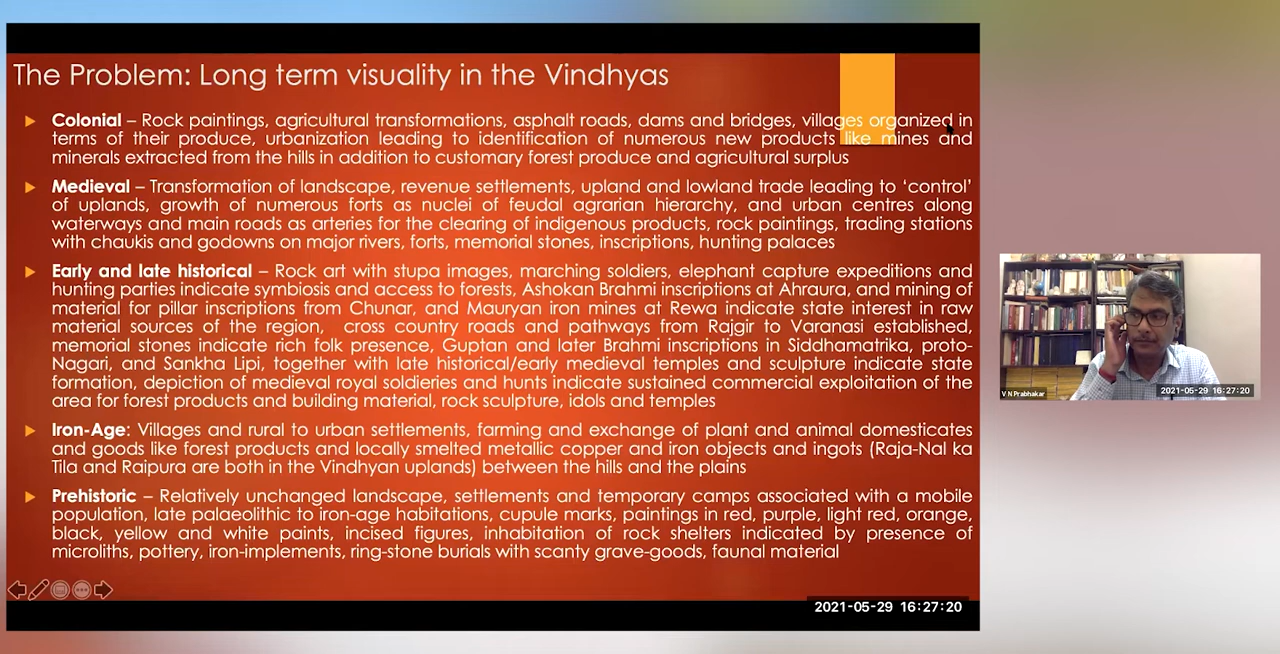 The Problem: Long term visuality in the Vindhyas
Colonial – Rock paintings, agricultural transformations, asphalt roads, dams and bridges, villages organized in
terms of their produce, urbanization leading to identification of numerous new products like mines and
minerals extracted from the hills in addition to customary forest produce and agricultural surplus
Medieval – Transformation of landscape, revenue settlements, upland and lowland trade leading to ‘control’
of uplands, growth of numerous forts as nuclei of feudal agrarian hierarchy, and urban centres along
waterways and main roads as arteries for the clearing of indigenous products, rock paintings, trading stations
with chaukis and godowns on major rivers, forts, memorial stones, inscriptions, hunting palaces
Early and late historical – Rock art with stupa images, marching soldiers, elephant capture expeditions and
hunting parties indicate symbiosis and access to forests, Ashokan Brahmi inscriptions at Ahraura, and mining of
material for pillar inscriptions from Chunar, and Mauryan iron mines at Rewa indicate state interest in raw
material sources of the region, cross country roads and pathways from Rajgir to Varanasi established,
memorial stones indicate rich folk presence, Guptan and later Brahmi inscriptions in Siddhamatrika, proto-
Nagari, and Sankha Lipi, together with late historical/early medieval temples and sculpture indicate state
formation, depiction of medieval royal soldieries and hunts indicate sustained commercial exploitation of the
area for forest products and building material, rock sculpture, idols and temples
Iron-Age: Villages and rural to urban settlements, farming and exchange of plant and animal domesticates
and goods like forest products and locally smelted metallic copper and iron objects and ingots (Raja-Nal ka
Tila and Raipura are both in the Vindhyan uplands) between the hills and the plains
Prehistoric – Relatively unchanged landscape, settlements and temporary camps associated with a mobile
population, late palaeolithic to iron-age habitations, cupule marks, paintings in red, purple, light red, orange,
black, yellow and white paints, incised figures, inhabitation of rock shelters indicated by presence of
microliths, pottery, iron-implements, ring-stone burials with scanty grave-goods, faunal material
2021-05-29 16:27:20
V N Prabhakar
2021-05-29 16:27:20